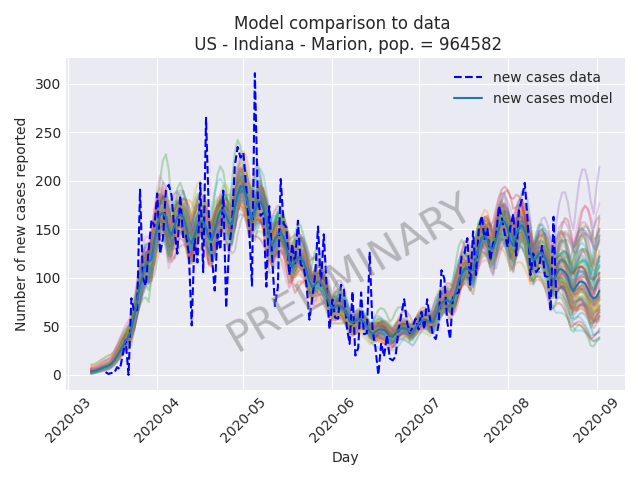 Model comparison to data
US - Indiana - Marion, pop. = 964582
new cases data
new cases model
PRELIMINARY
Number of new cases reported
300
250
200
150
100
50
0
2020-03
2020-04
2020-05
2020-06
2020-07
2020-08
2020-09
Day